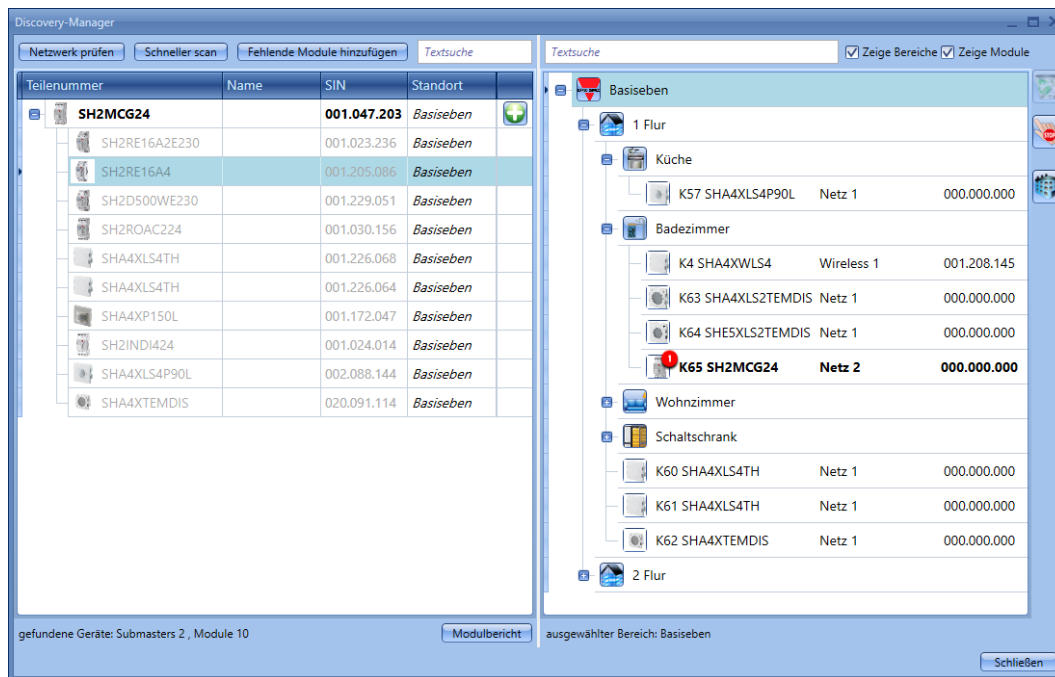 Discovery-Manager
Netzwerk prüfen Schneller scan Fehlende Module hinzufügen Textsuche
Teilenummer Name SIN Standort
SH2MCG24 001.047.203 Basiseben
SH2RE16A2E230 001.023.236 Basiseben
SH2RE16A4 001.205.086 Basiseben
SH2D500WE230 001.229.051 Basiseben
SH2ROAC224 001.030.156 Basiseben
SHA4XLS4TH 001.226.068 Basiseben
SHA4XLS4TH 001.226.064 Basiseben
SHA4XP150L 001.172.047 Basiseben
SH2INDI424 001.024.014 Basiseben
SHA4XLS4P90L 002.088.144 Basiseben
SHA4XTEMDIS 020.091.114 Basiseben
gefundene Geräte: Submasters 2 , Module 10 Modulbericht
Textsuche Zeige Bereiche Zeige Module
Basiseben
1 Flur
Küche
K57 SHA4XLS4P90L Netz 1 000.000.000
Badezimmer
K4 SHA4XWLS4 Wireless 1 001.208.145
K63 SHA4XLS2TEMDIS Netz 1 000.000.000
K64 SHE5XLS2TEMDIS Netz 1 000.000.000
1
K65 SH2MCG24 Netz 2 000.000.000
Wohnzimmer
Schaltschrank
K60 SHA4XLS4TH Netz 1 000.000.000
K61 SHA4XLS4TH Netz 1 000.000.000
K62 SHA4XTEMDIS Netz 1 000.000.000
2 Flur
ausgewählter Bereich: Basiseben
STOP
Schließen